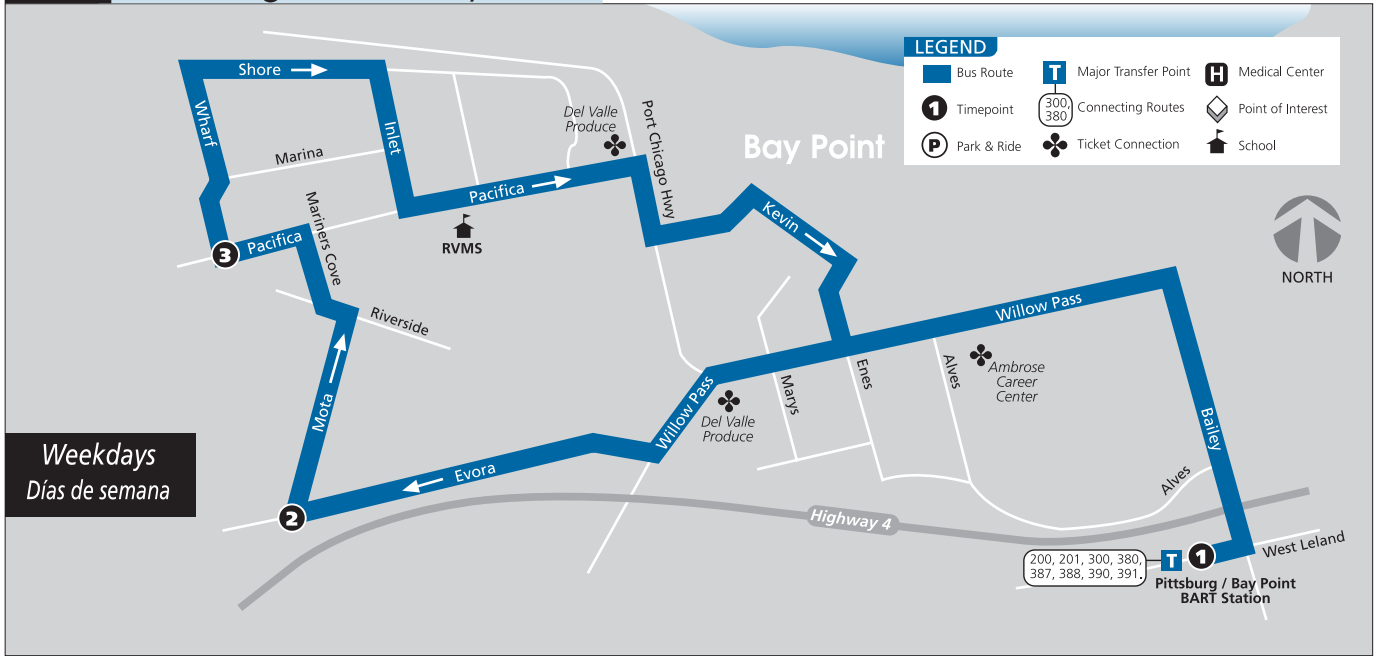 LEGEND
Bus Route
Major Transfer Point
Medical Center
Timepoint
300,
380
Connecting Routes
Point of Interest
Park & Ride
Ticket Connection
School
T
H
1
P
Shore
Wharf
Inlet
Marina
Del Valle
Produce
Port Chicago Hwy
Bay Point
Pacifica
RVMS
Mariners Cove
Pacifica
3
Kevin
NORTH
Riverside
Willow Pass
Mota
Willow Pass
Marys
Enes
Alves
Ambrose
Career
Center
Del Valle
Produce
Bailey
Weekdays
Días de semana
Evora
Alves
2
Highway 4
West Leland
200, 201, 300, 380,
387, 388, 390, 391.
T
1
Pittsburg / Bay Point
BART Station